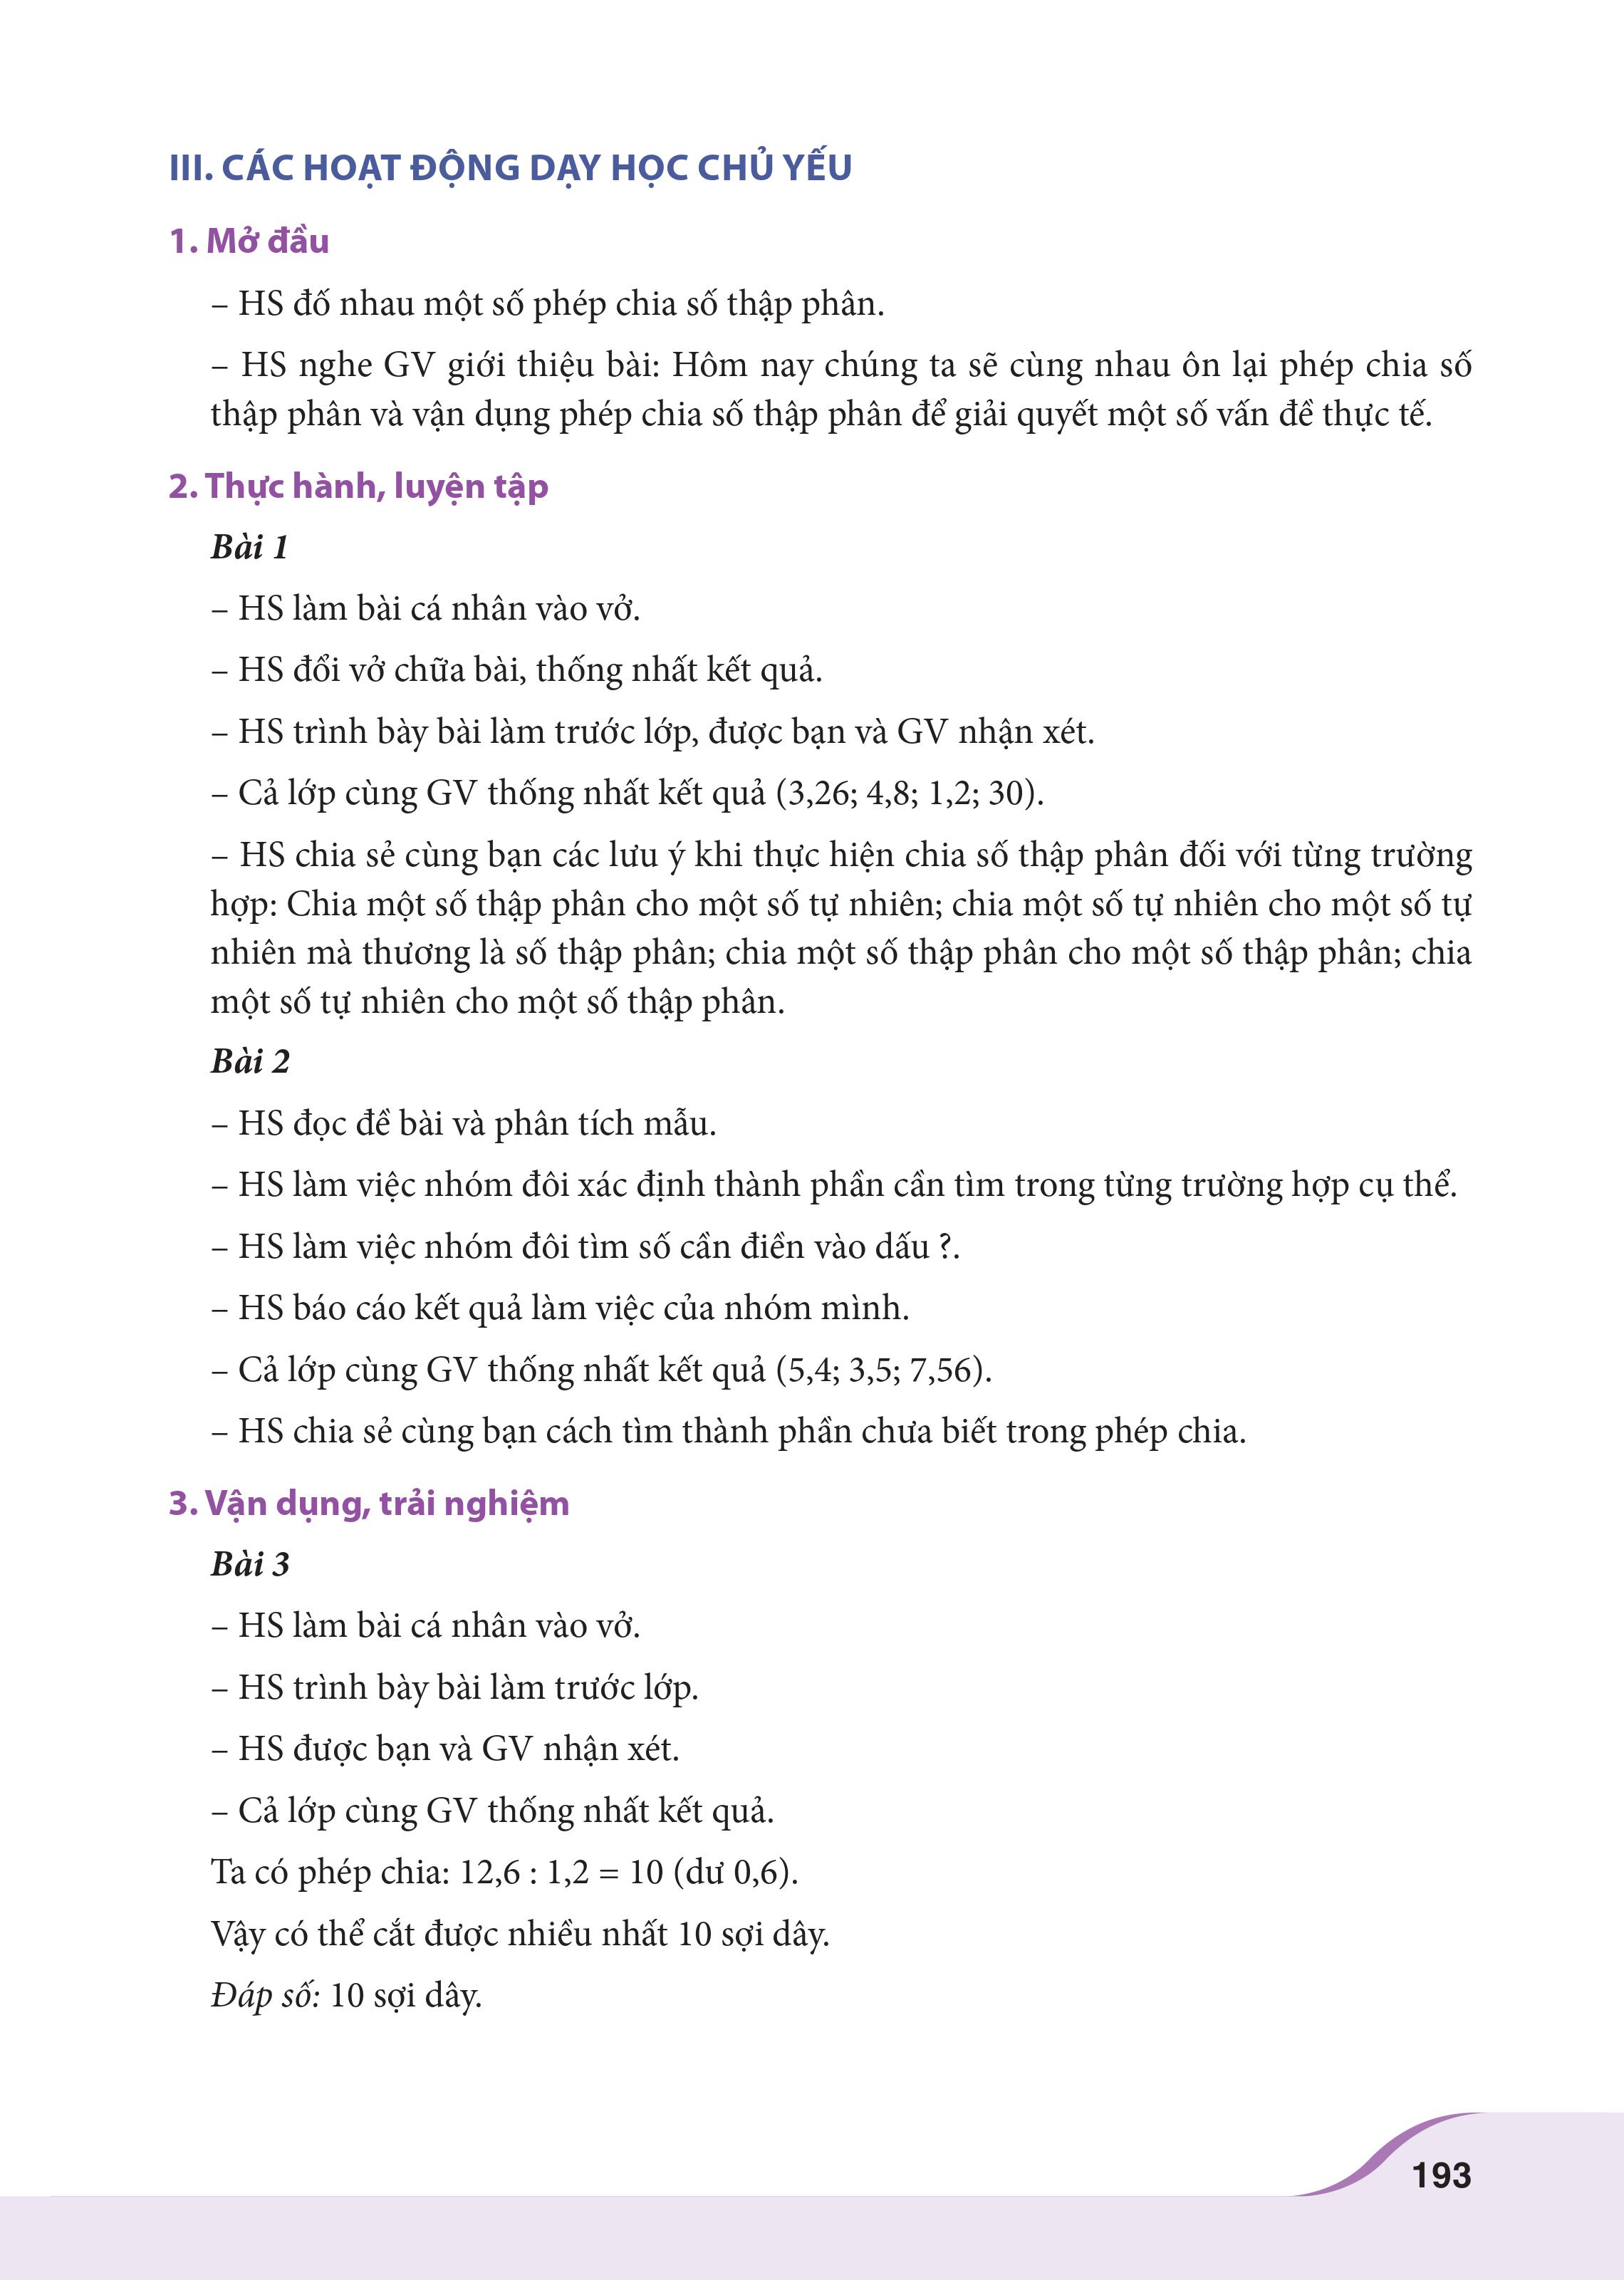 III. CÁC HOẠT ĐỘNG DẠY HỌC CHỦ YẾU
1. Mở đầu
– HS đố nhau một số phép chia số thập phân.
– HS nghe GV giới thiệu bài: Hôm nay chúng ta sẽ cùng nhau ôn lại phép chia số
thập phân và vận dụng phép chia số thập phân để giải quyết một số vấn đề thực tế.
2. Thực hành, luyện tập
Bài 1
– HS làm bài cá nhân vào vở.
– HS đổi vở chữa bài, thống nhất kết quả.
– HS trình bày bài làm trước lớp, được bạn và GV nhận xét.
– Cả lớp cùng GV thống nhất kết quả (3,26; 4,8; 1,2; 30).
– HS chia sẻ cùng bạn các lưu ý khi thực hiện chia số thập phân đối với từng trường
hợp: Chia một số thập phân cho một số tự nhiên; chia một số tự nhiên cho một số tự
nhiên mà thương là số thập phân; chia một số thập phân cho một số thập phân; chia
một số tự nhiên cho một số thập phân.
Bài 2
– HS đọc đề bài và phân tích mẫu.
– HS làm việc nhóm đôi xác định thành phần cần tìm trong từng trường hợp cụ thể.
– HS làm việc nhóm đôi tìm số cần điền vào dấu ?.
– HS báo cáo kết quả làm việc của nhóm mình.
– Cả lớp cùng GV thống nhất kết quả (5,4; 3,5; 7,56).
– HS chia sẻ cùng bạn cách tìm thành phần chưa biết trong phép chia.
3. Vận dụng, trải nghiệm
Bài 3
– HS làm bài cá nhân vào vở.
– HS trình bày bài làm trước lớp.
– HS được bạn và GV nhận xét.
– Cả lớp cùng GV thống nhất kết quả.
Ta có phép chia: 12,6 : 1,2 = 10 (dư 0,6).
Vậy có thể cắt được nhiều nhất 10 sợi dây.
Đáp số: 10 sợi dây.
193